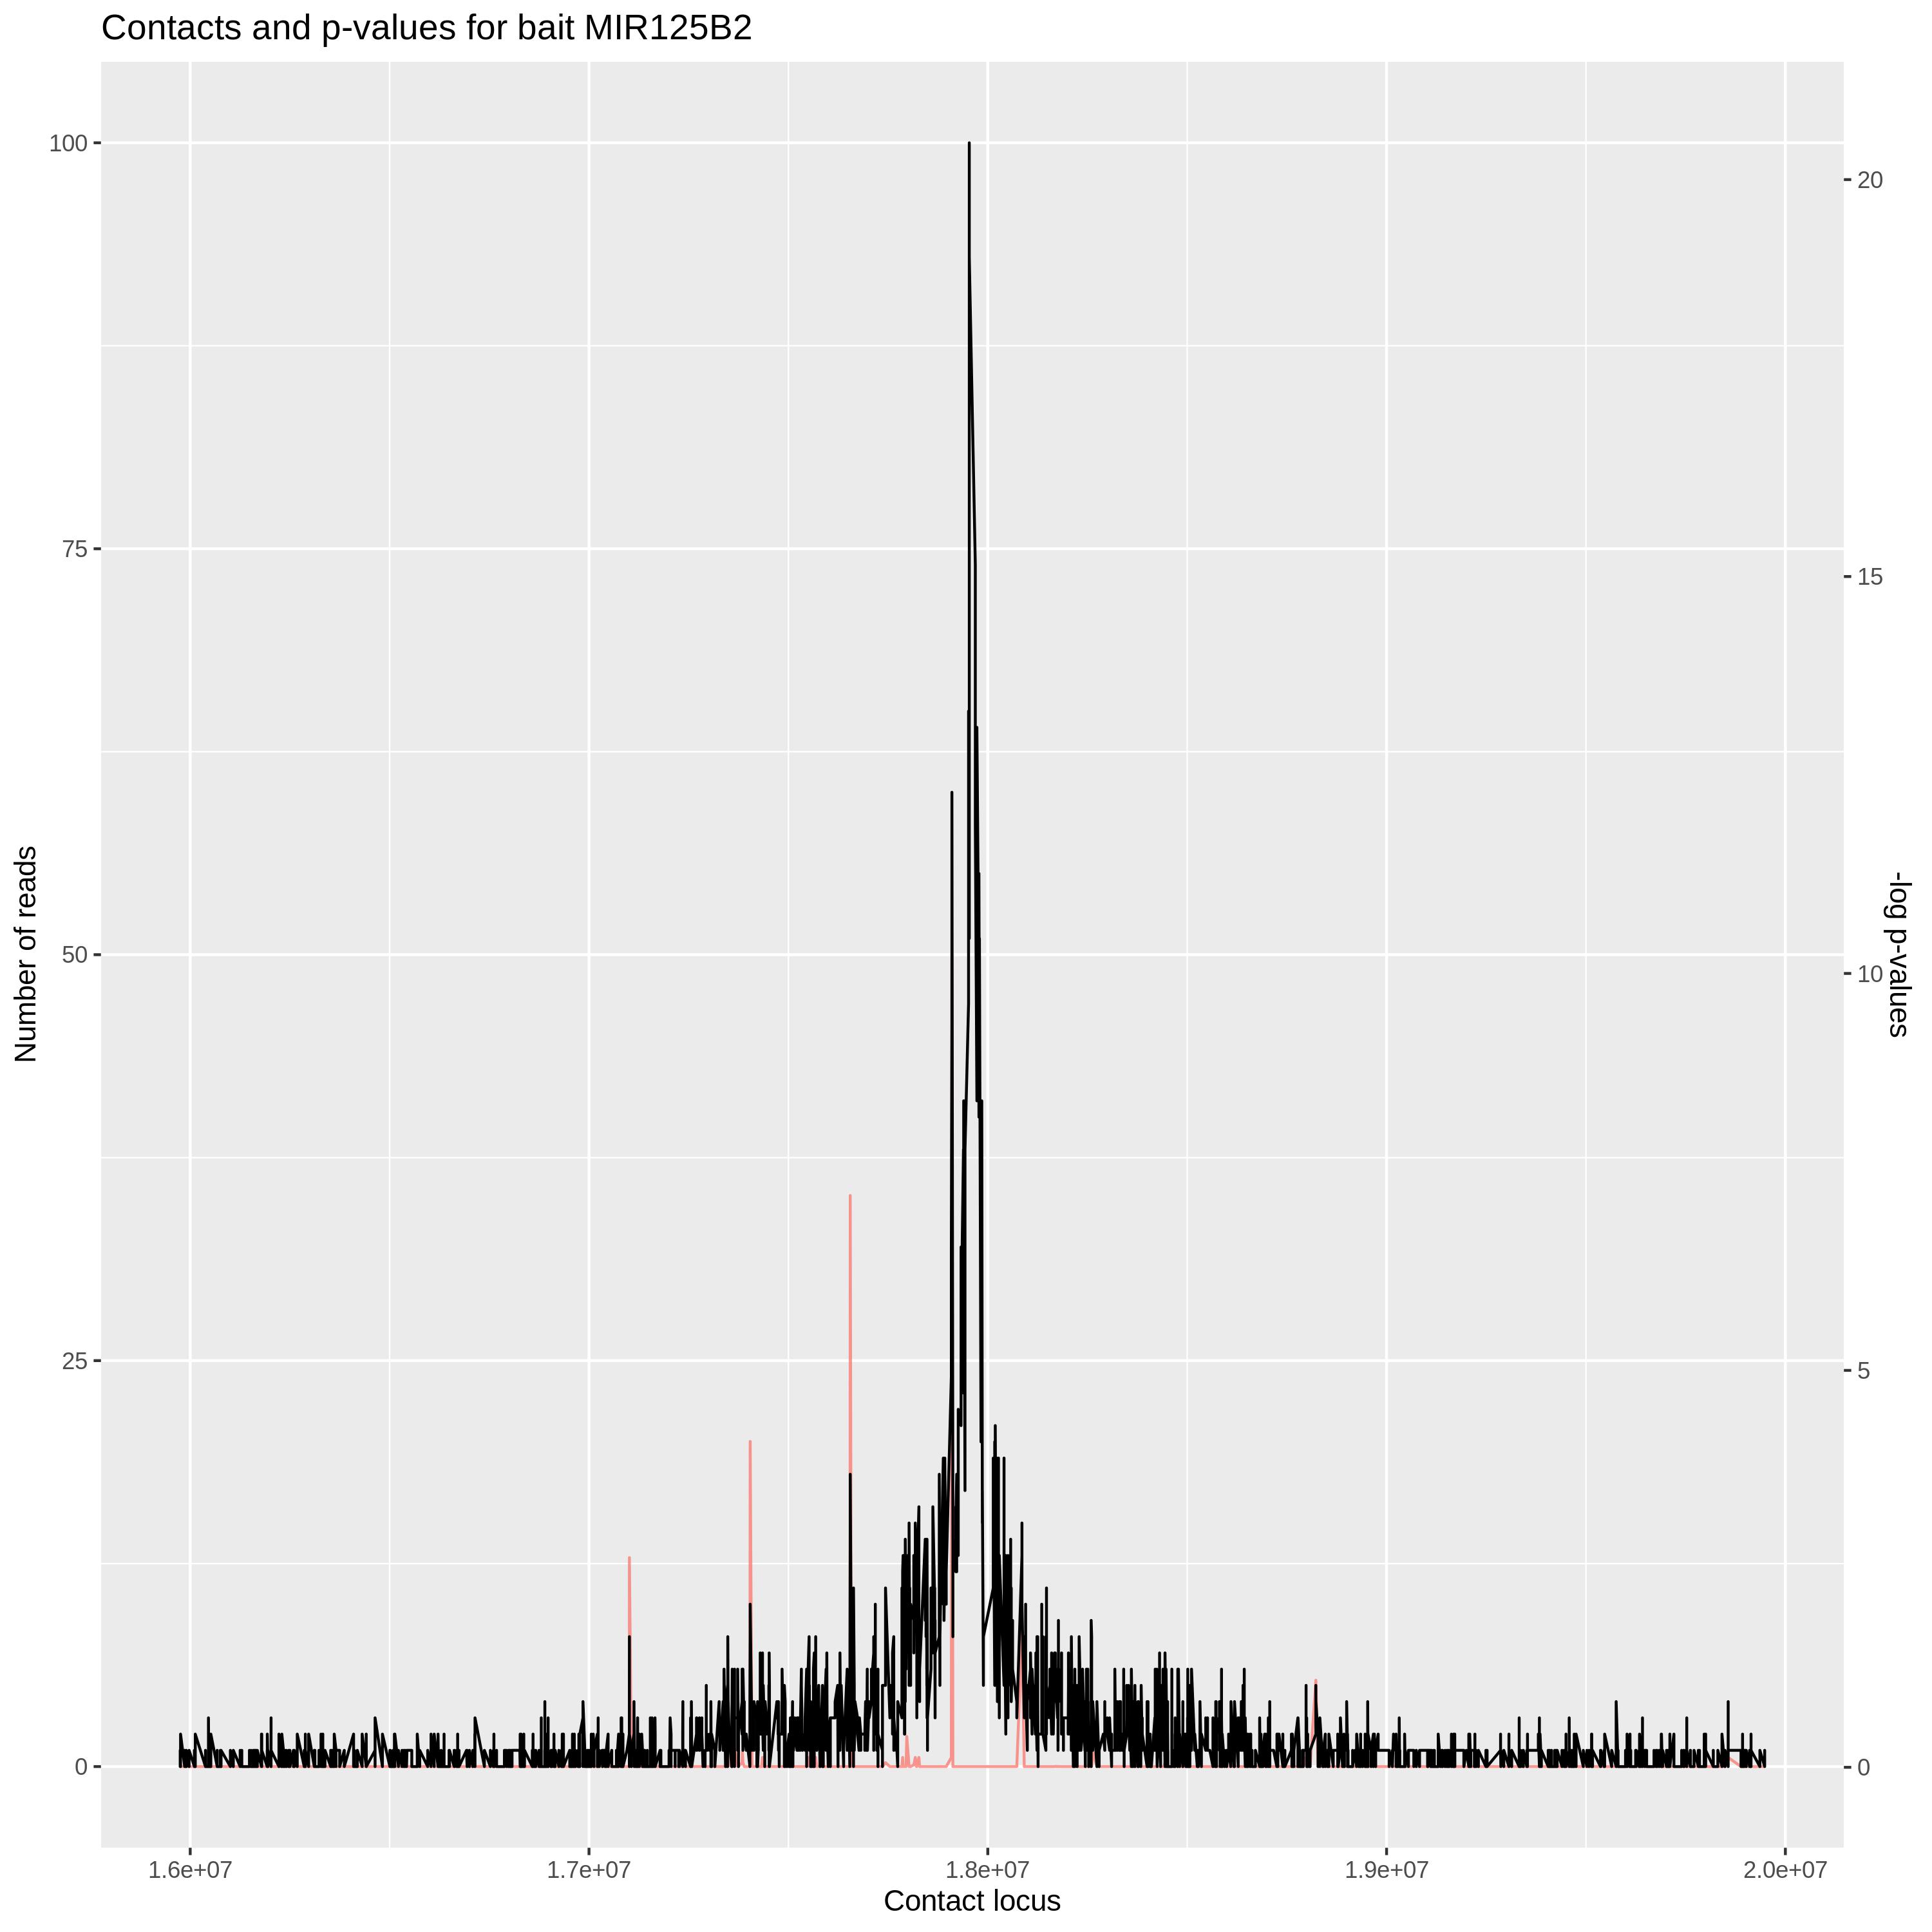 Contacts and p-values for bait MIR125B2
100
75
50
25
0
20
15
10
5
0
Number of reads
-log p-values
1.6e+07
1.7e+07
1.8e+07
1.9e+07
2.0e+07
Contact locus